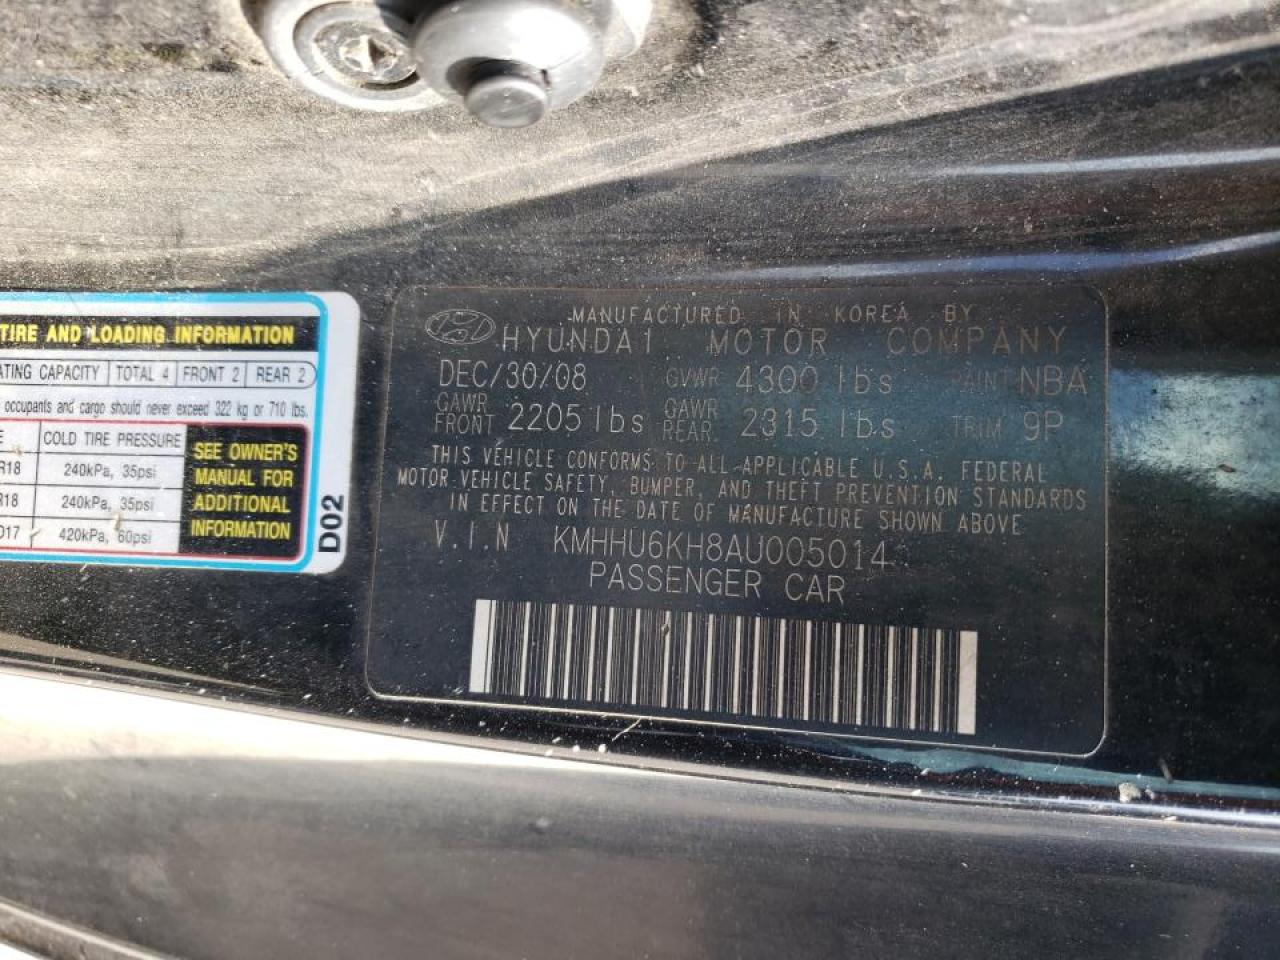 TIRE AND LOADING INFORMATION
ATING CAPACITY TOTAL 4 FRONT 2 REAR 2
occupants and cargo should never exceed 322 kg or 710 lbs.
E COLD TIRE PRESSURE
R18 240kPa, 35psi
R18 240kPa, 35psi
D17 420kPa, 60psi
SEE OWNER'S
MANUAL FOR
ADDITIONAL
INFORMATION
D02
MANUFACTURED IN KOREA BY
HYUNDAI MOTOR COMPANY
DEC/30/08 GVWR 4300 lbs PAINT NBA
GAWR FRONT 2205 lbs GAWR REAR 2315 lbs TRIM 9P
THIS VEHICLE CONFORMS TO ALL APPLICABLE U.S.A. FEDERAL
MOTOR VEHICLE SAFETY, BUMPER, AND THEFT PREVENTION STANDARDS
IN EFFECT ON THE DATE OF MANUFACTURE SHOWN ABOVE
V.I.N KMHHU6KH8AU005014
PASSENGER CAR